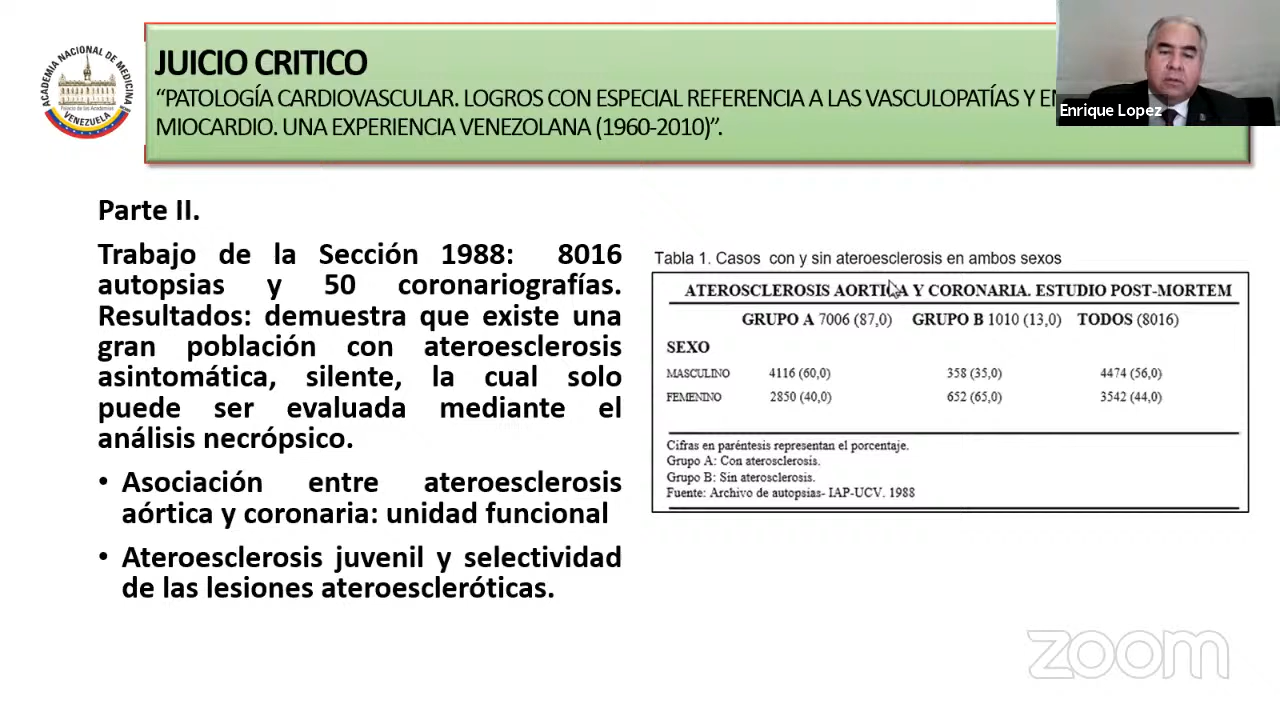 ACADEMIA NACIONAL DE MEDICINA
Palacio de las Academias
VENEZUELA
JUICIO CRITICO
“PATOLOGÍA CARDIOVASCULAR. LOGROS CON ESPECIAL REFERENCIA A LAS VASCULOPATÍAS Y
MIOCARDIO. UNA EXPERIENCIA VENEZOLANA (1960-2010)”.
Enrique Lopez
Parte II.
Trabajo de la Sección 1988: 8016
autopsias y 50 coronariografías.
Resultados: demuestra que existe una
gran población con ateroesclerosis
asintomática, silente, la cual solo
puede ser evaluada mediante el
análisis necrópsico.
• Asociación entre ateroesclerosis
aórtica y coronaria: unidad funcional
• Ateroesclerosis juvenil y selectividad
de las lesiones ateroescleróticas.
Tabla 1. Casos con y sin ateroesclerosis en ambos sexos
ATEROSCLEROSIS AORTICA Y CORONARIA. ESTUDIO POST-MORTEM
GRUPO A 7006 (87,0) GRUPO B 1010 (13,0) TODOS (8016)
SEXO
MASCULINO 4116 (60,0) 358 (35,0) 4474 (56,0)
FEMENINO 2850 (40,0) 652 (65,0) 3542 (44,0)
Cifras en paréntesis representan el porcentaje.
Grupo A: Con aterosclerosis.
Grupo B: Sin aterosclerosis.
Fuente: Archivo de autopsias- IAP-UCV. 1988
zoom